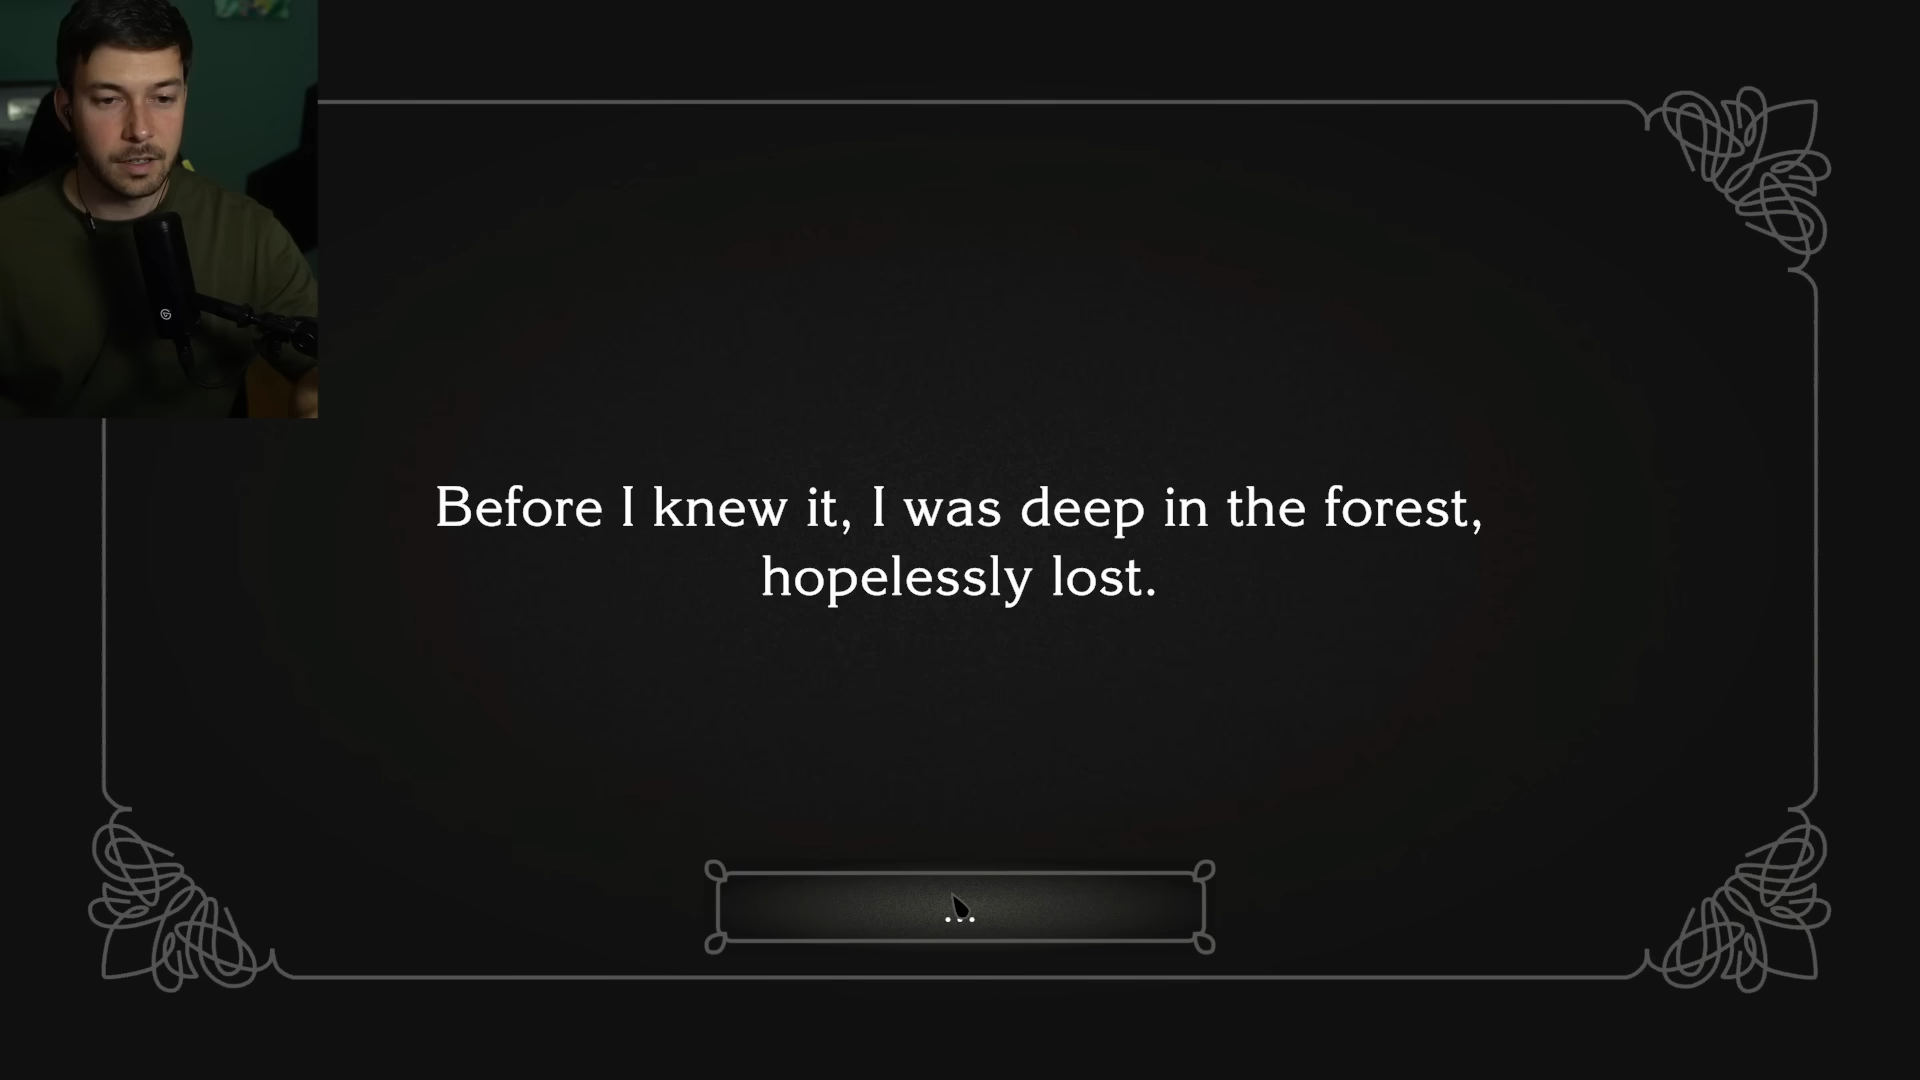 Before I knew it, I was deep in the forest,
hopelessly lost.
...